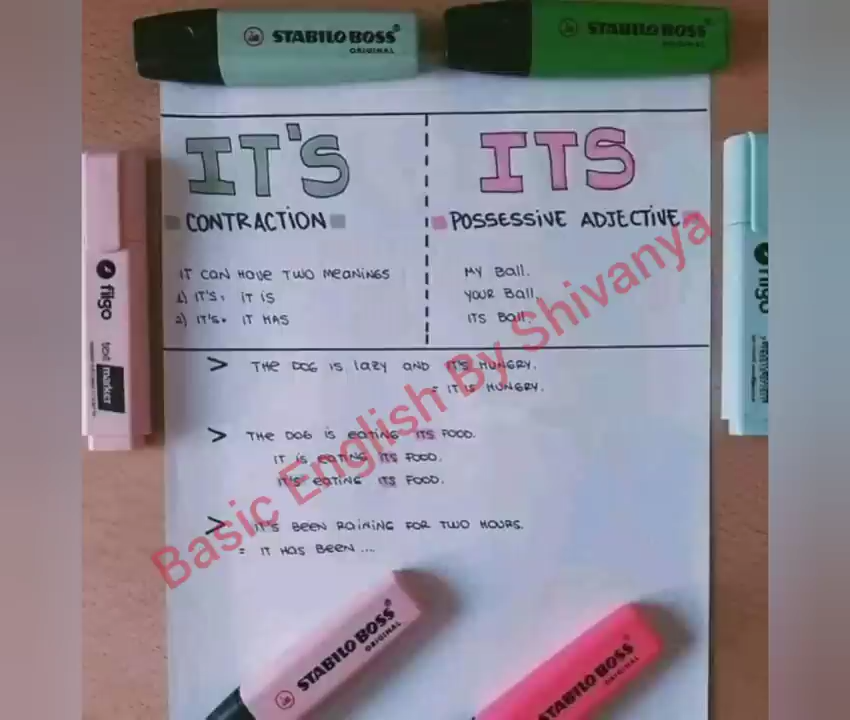 STABILO BOSS®
ORIGINAL
STABILO BOSS®
ORIGINAL
IT'S
CONTRACTION
IT CAN HAVE TWO MEANINGS
1) IT'S = IT IS
2) IT'S = IT HAS
ITS
POSSESSIVE ADJECTIVE
MY BALL.
YOUR BALL
ITS BALL.
> THE DOG IS LAZY AND IT'S HUNGRY.
= IT IS HUNGRY.
> THE DOG IS EATING ITS FOOD.
IT IS EATING ITS FOOD.
IT'S EATING ITS FOOD.
> IT'S BEEN RAINING FOR TWO HOURS.
= IT HAS BEEN ...
Basic English By Shivanya
filgo
text
marker
filgo
STABILO BOSS®
ORIGINAL
STABILO BOSS®
ORIGINAL